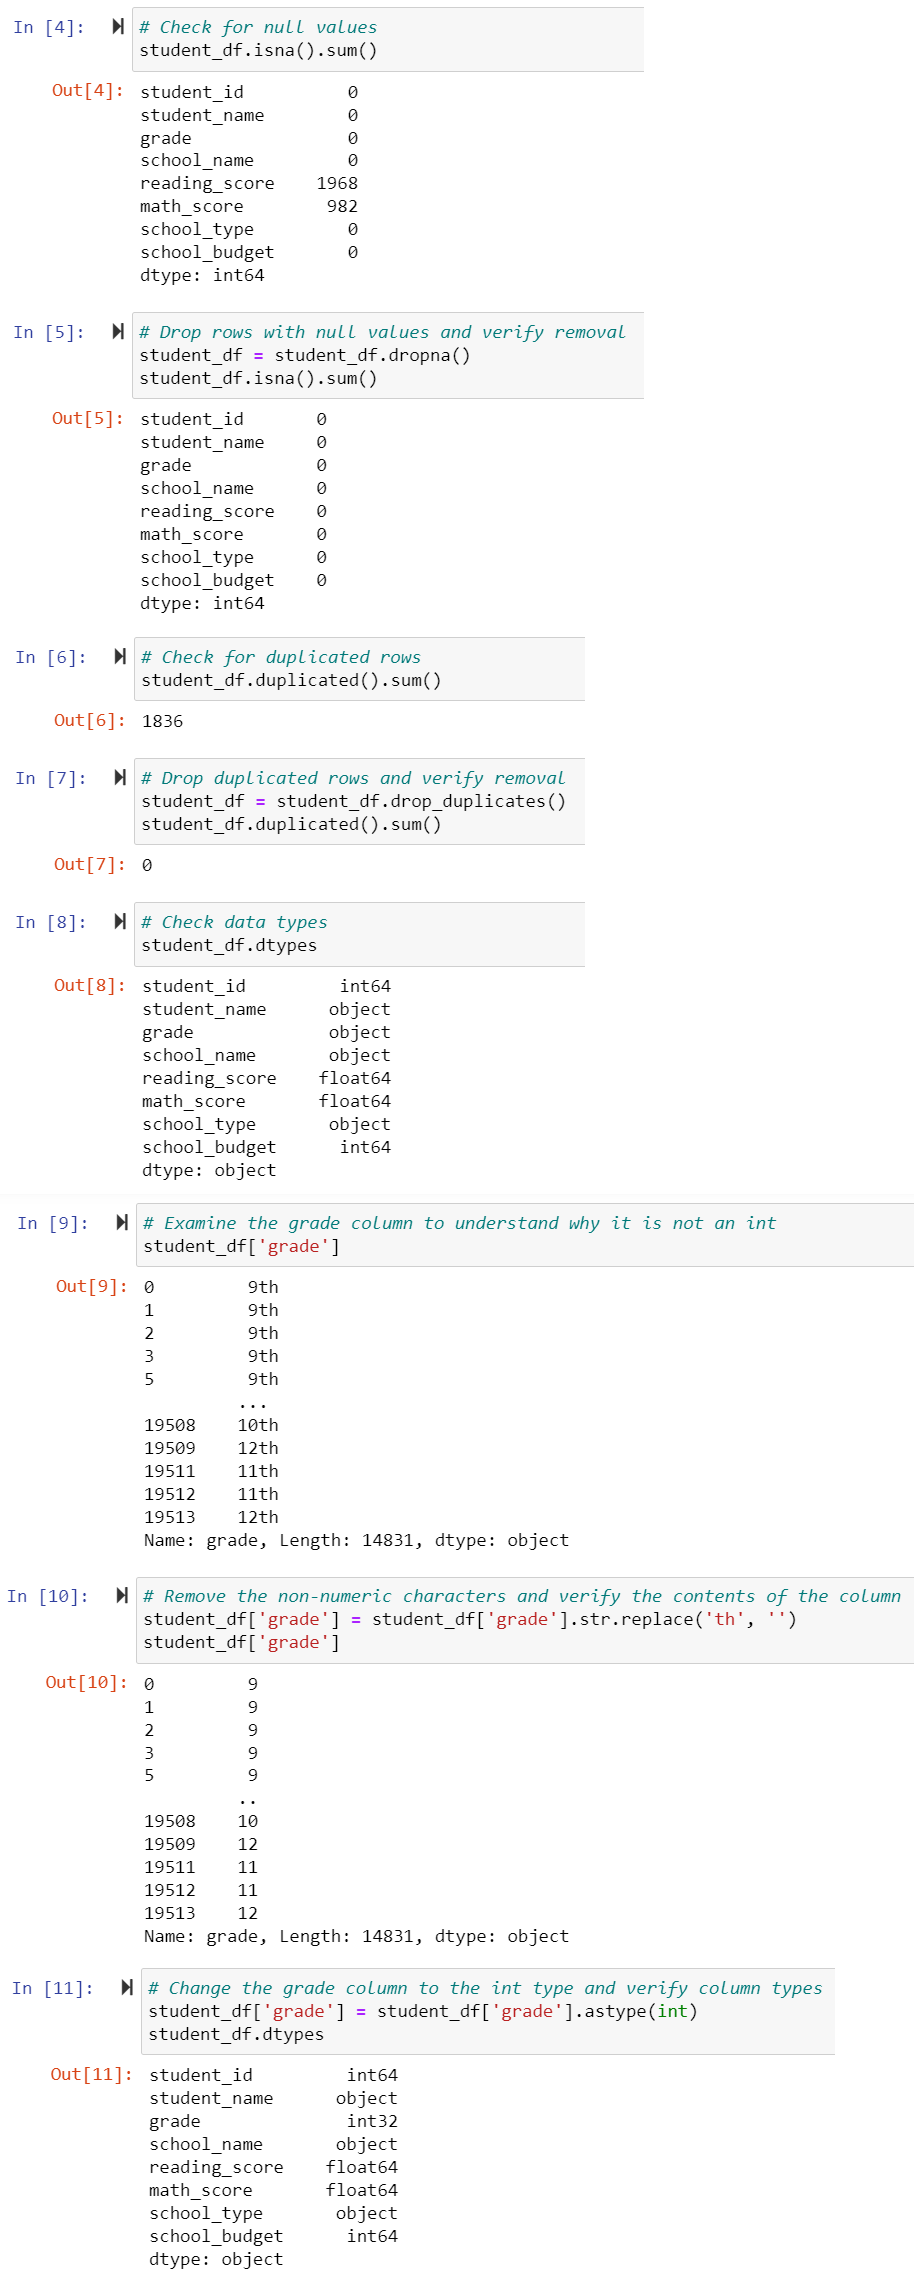 In [4]: # Check for null values
student_df.isna().sum()
Out[4]: student_id 0
student_name 0
grade 0
school_name 0
reading_score 1968
math_score 982
school_type 0
school_budget 0
dtype: int64
In [5]: # Drop rows with null values and verify removal
student_df = student_df.dropna()
student_df.isna().sum()
Out[5]: student_id 0
student_name 0
grade 0
school_name 0
reading_score 0
math_score 0
school_type 0
school_budget 0
dtype: int64
In [6]: # Check for duplicated rows
student_df.duplicated().sum()
Out[6]: 1836
In [7]: # Drop duplicated rows and verify removal
student_df = student_df.drop_duplicates()
student_df.duplicated().sum()
Out[7]: 0
In [8]: # Check data types
student_df.dtypes
Out[8]: student_id int64
student_name object
grade object
school_name object
reading_score float64
math_score float64
school_type object
school_budget int64
dtype: object
In [9]: # Examine the grade column to understand why it is not an int
student_df['grade']
Out[9]: 0 9th
1 9th
2 9th
3 9th
5 9th
...
19508 10th
19509 12th
19511 11th
19512 11th
19513 12th
Name: grade, Length: 14831, dtype: object
In [10]: # Remove the non-numeric characters and verify the contents of the column
student_df['grade'] = student_df['grade'].str.replace('th', '')
student_df['grade']
Out[10]: 0 9
1 9
2 9
3 9
5 9
..
19508 10
19509 12
19511 11
19512 11
19513 12
Name: grade, Length: 14831, dtype: object
In [11]: # Change the grade column to the int type and verify column types
student_df['grade'] = student_df['grade'].astype(int)
student_df.dtypes
Out[11]: student_id int64
student_name object
grade int32
school_name object
reading_score float64
math_score float64
school_type object
school_budget int64
dtype: object